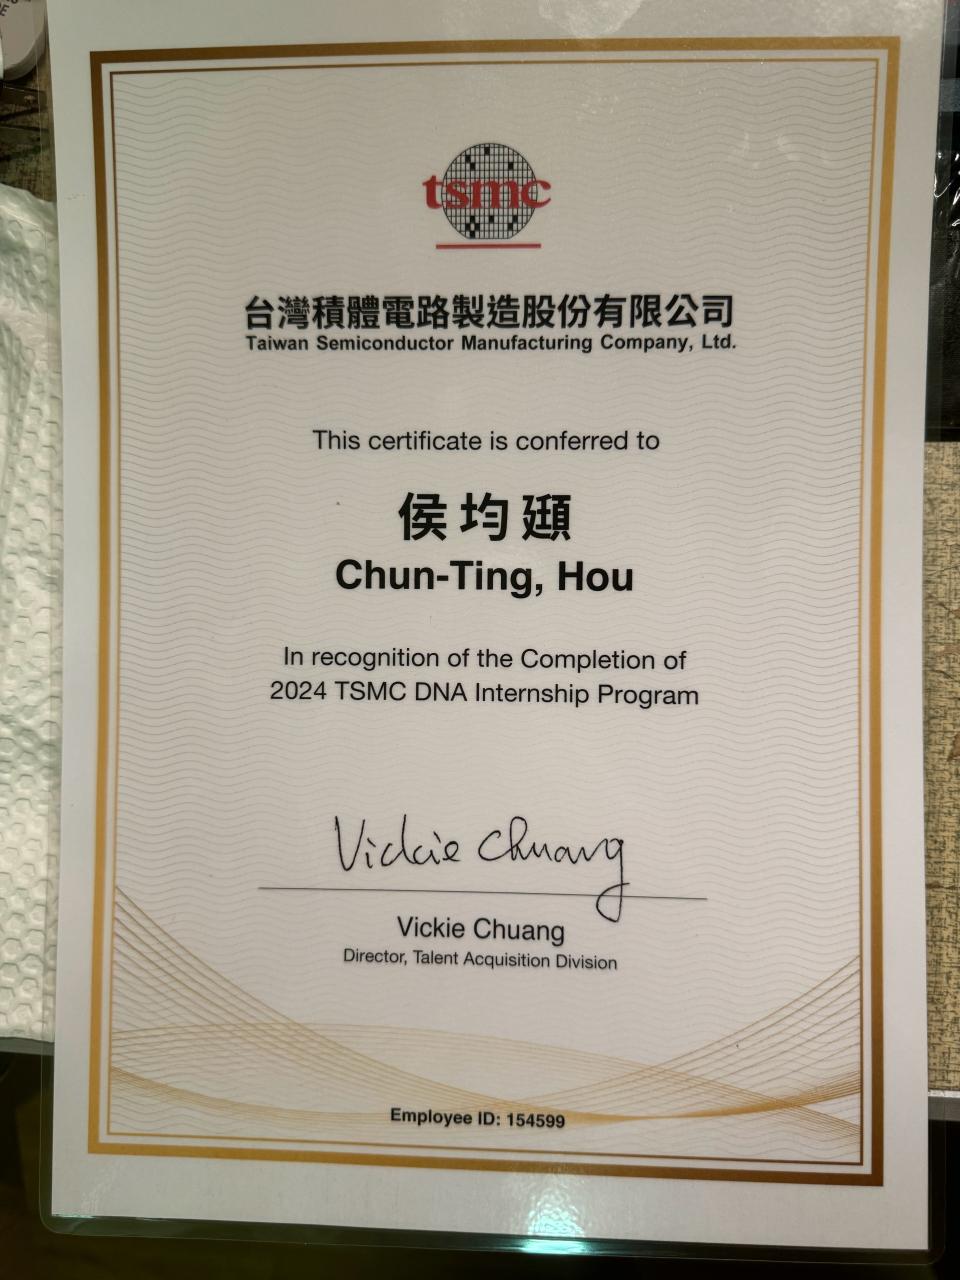 tsmc
台灣積體電路製造股份有限公司
Taiwan Semiconductor Manufacturing Company, Ltd.
This certificate is conferred to
侯均頲
Chun-Ting, Hou
In recognition of the Completion of
2024 TSMC DNA Internship Program
Vickie Chuang
Vickie Chuang
Director, Talent Acquisition Division
Employee ID: 154599